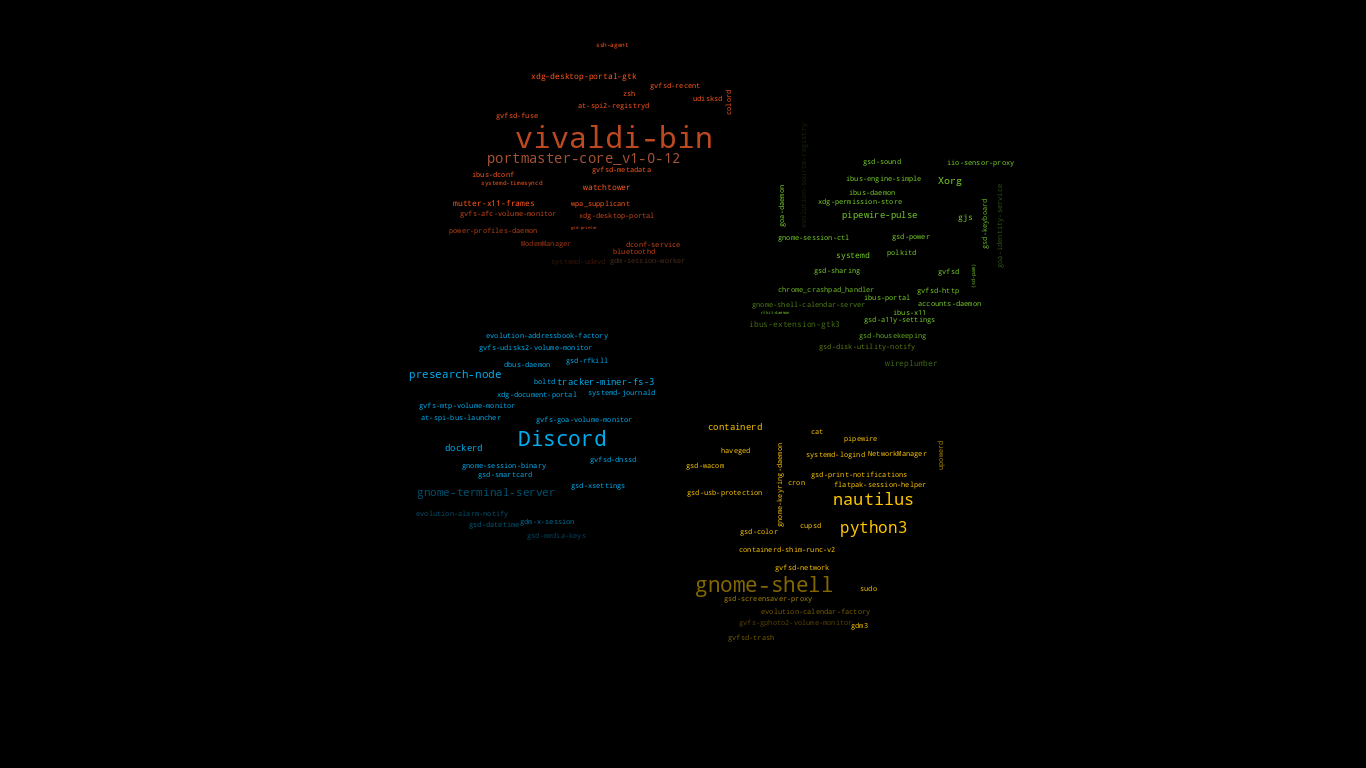 ssh-agent
xdg-desktop-portal-gtk
gvfsd-recent
zsh
udisksd
colord
at-spi2-registryd
gvfsd-fuse
vivaldi-bin
portmaster-core_v1-0-12
gvfsd-metadata
ibus-dconf
systemd-timesyncd
watchtower
mutter-x11-frames
wpa_supplicant
gvfs-afc-volume-monitor
xdg-desktop-portal
gsd-printer
power-profiles-daemon
ModemManager
dconf-service
bluetoothd
systemd-udevd
gdm-session-worker
evolution-source-registry
gsd-sound
iio-sensor-proxy
ibus-engine-simple
Xorg
goa-daemon
ibus-daemon
xdg-permission-store
goa-identity-service
pipewire-pulse
gjs
gsd-keyboard
gnome-session-ctl
gsd-power
systemd
polkitd
gsd-sharing
gvfsd
(sd-pam)
chrome_crashpad_handler
gvfsd-http
ibus-portal
gnome-shell-calendar-server
accounts-daemon
rtkit-daemon
ibus-x11
gsd-a11y-settings
ibus-extension-gtk3
gsd-housekeeping
gsd-disk-utility-notify
wireplumber
evolution-addressbook-factory
gvfs-udisks2-volume-monitor
dbus-daemon
gsd-rfkill
presearch-node
boltd
tracker-miner-fs-3
xdg-document-portal
systemd-journald
gvfs-mtp-volume-monitor
at-spi-bus-launcher
gvfs-goa-volume-monitor
Discord
dockerd
gvfsd-dnssd
gnome-session-binary
gsd-smartcard
gsd-xsettings
gnome-terminal-server
evolution-alarm-notify
gsd-datetime
gdm-x-session
gsd-media-keys
containerd
cat
pipewire
haveged
gnome-keyring-daemon
systemd-logind
NetworkManager
upowerd
gsd-wacom
gsd-print-notifications
cron
flatpak-session-helper
gsd-usb-protection
nautilus
gsd-color
cupsd
python3
containerd-shim-runc-v2
gvfsd-network
gnome-shell
sudo
gsd-screensaver-proxy
evolution-calendar-factory
gvfs-gphoto2-volume-monitor
gdm3
gvfsd-trash